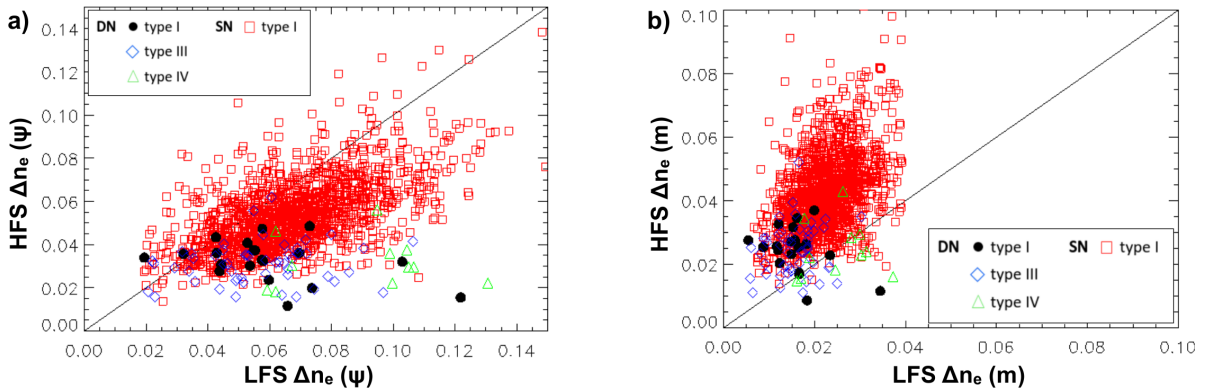 a)
DN ● type I SN □ type I
◇ type III
△ type IV
0.15
0.12
0.10
0.08
0.06
0.04
0.02
0.00
HFS Δnₑ (ψ)
0.00 0.02 0.04 0.06 0.08 0.10 0.12 0.14
LFS Δnₑ (ψ)
b)
0.10
0.08
0.06
0.04
0.02
0.00
HFS Δnₑ (m)
DN ● type I SN □ type I
◇ type III
△ type IV
0.00 0.02 0.04 0.06 0.08 0.10
LFS Δnₑ (m)